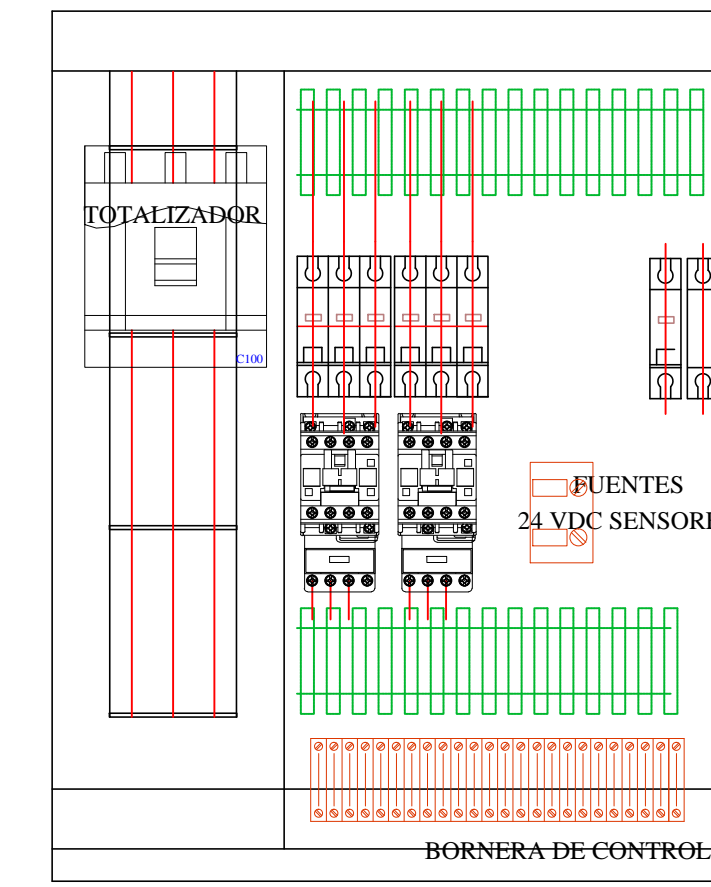 TOTALIZADOR
C100
FUENTES
24 VDC SENSORE
BORNERA DE CONTROL